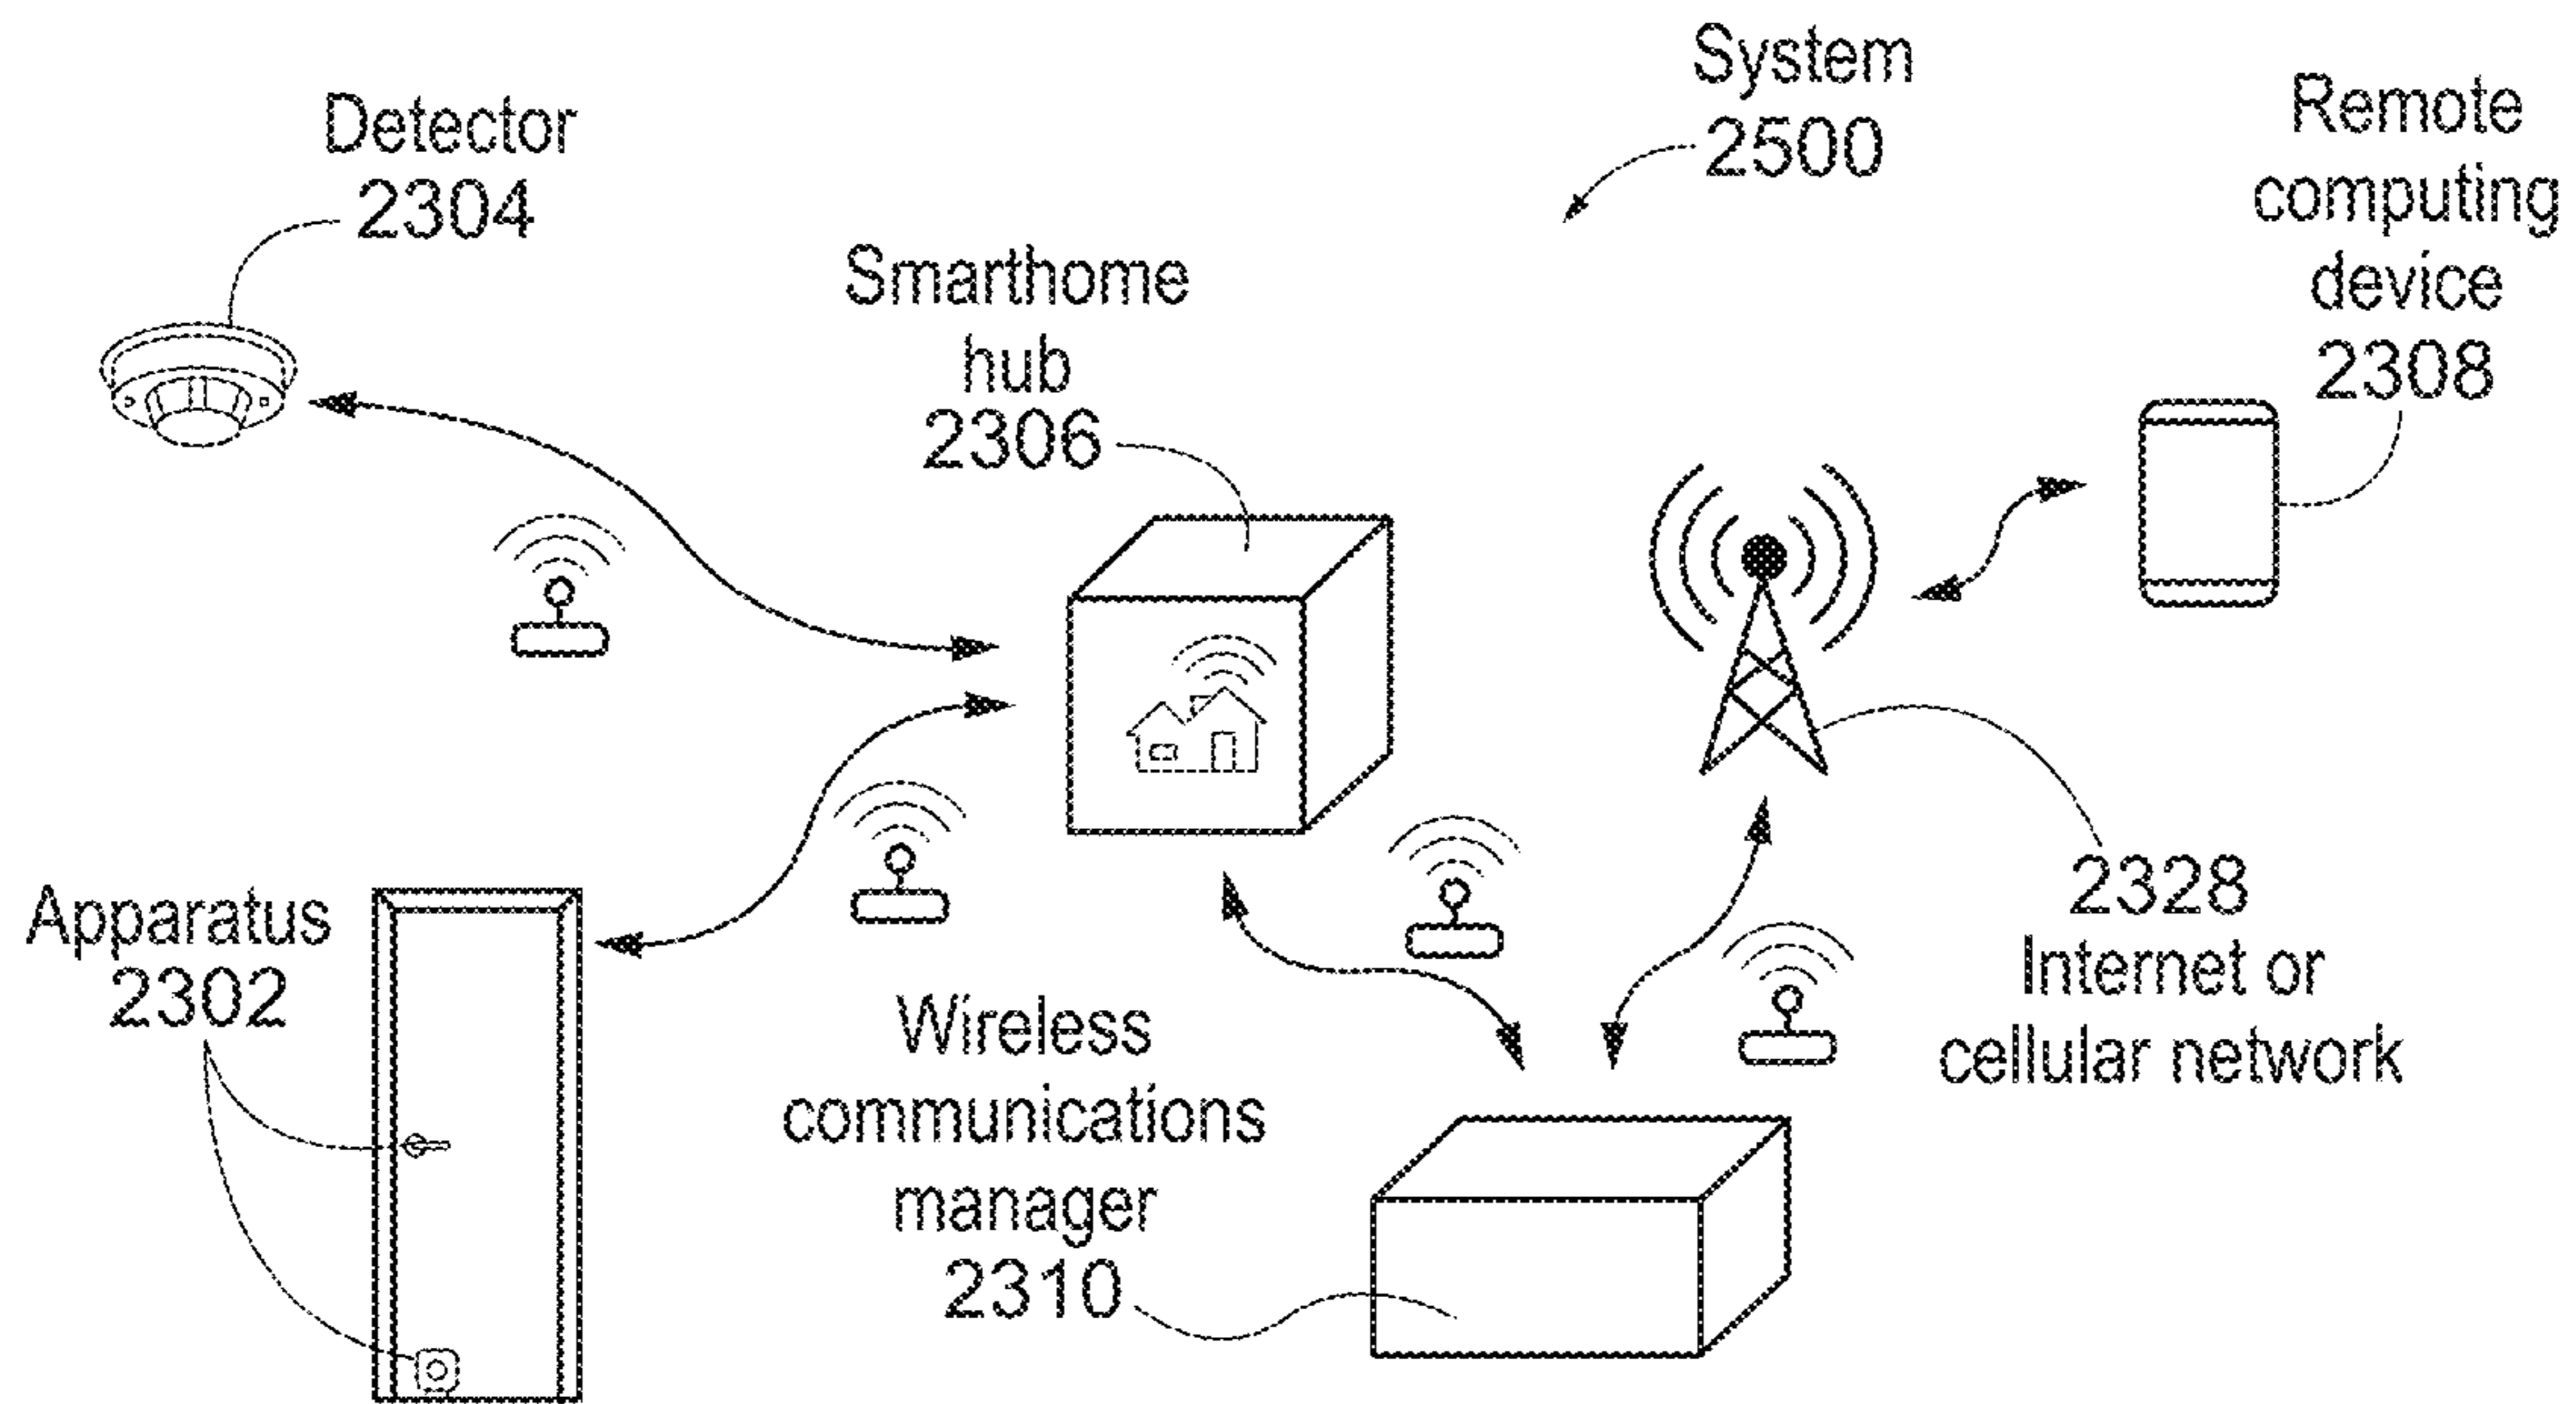 System
2500
Detector
2304
Remote
computing
device
2308
Smarthome
hub
2306
2328
Internet or
cellular network
Apparatus
2302
Wireless
communications
manager
2310